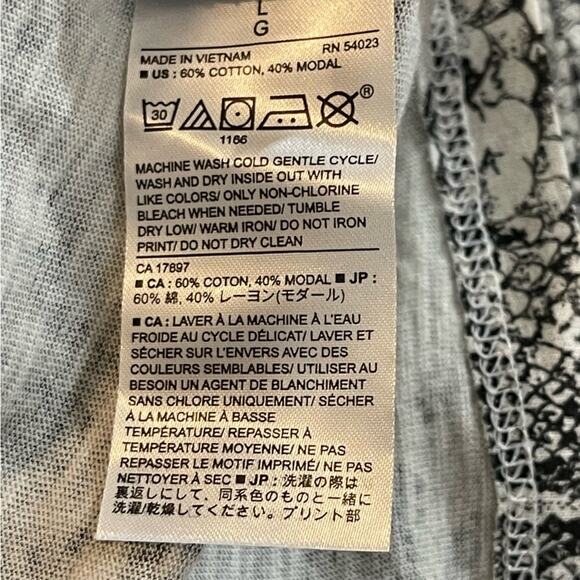 L
G
MADE IN VIETNAM RN 54023
■ US : 60% COTTON, 40% MODAL
30 ®
1166
MACHINE WASH COLD GENTLE CYCLE/
WASH AND DRY INSIDE OUT WITH
LIKE COLORS/ ONLY NON-CHLORINE
BLEACH WHEN NEEDED/ TUMBLE
DRY LOW/ WARM IRON/ DO NOT IRON
PRINT/ DO NOT DRY CLEAN
CA 17897
■ CA : 60% COTON, 40% MODAL ■ JP :
60% 綿, 40% レーヨン(モダール)
■ CA : LAVER À LA MACHINE À L'EAU
FROIDE AU CYCLE DÉLICAT/ LAVER ET
SÉCHER SUR L'ENVERS AVEC DES
COULEURS SEMBLABLES/ UTILISER AU
BESOIN UN AGENT DE BLANCHIMENT
SANS CHLORE UNIQUEMENT/ SÉCHER
À LA MACHINE À BASSE
TEMPÉRATURE/ REPASSER À
TEMPÉRATURE MOYENNE/ NE PAS
REPASSER LE MOTIF IMPRIMÉ/ NE PAS
NETTOYER À SEC ■ JP : 洗濯の際は
裏返しにして、同系色のものと一緒に
洗濯/乾燥してください。プリント部